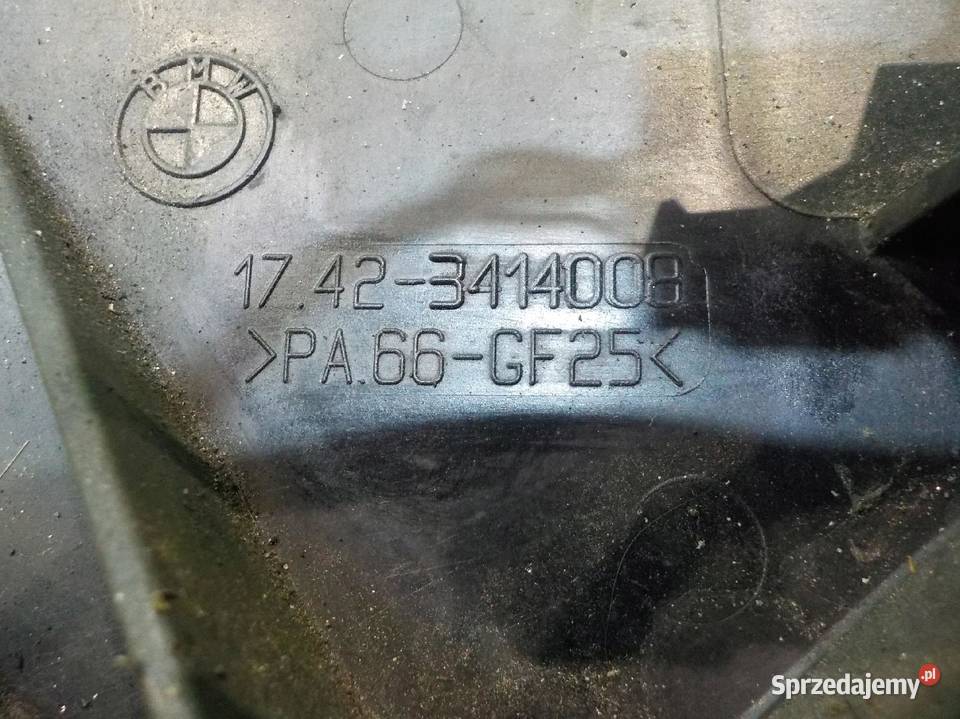 BMW
17.42-3414008
>PA.66-GF25<
Sprzedajemy.pl